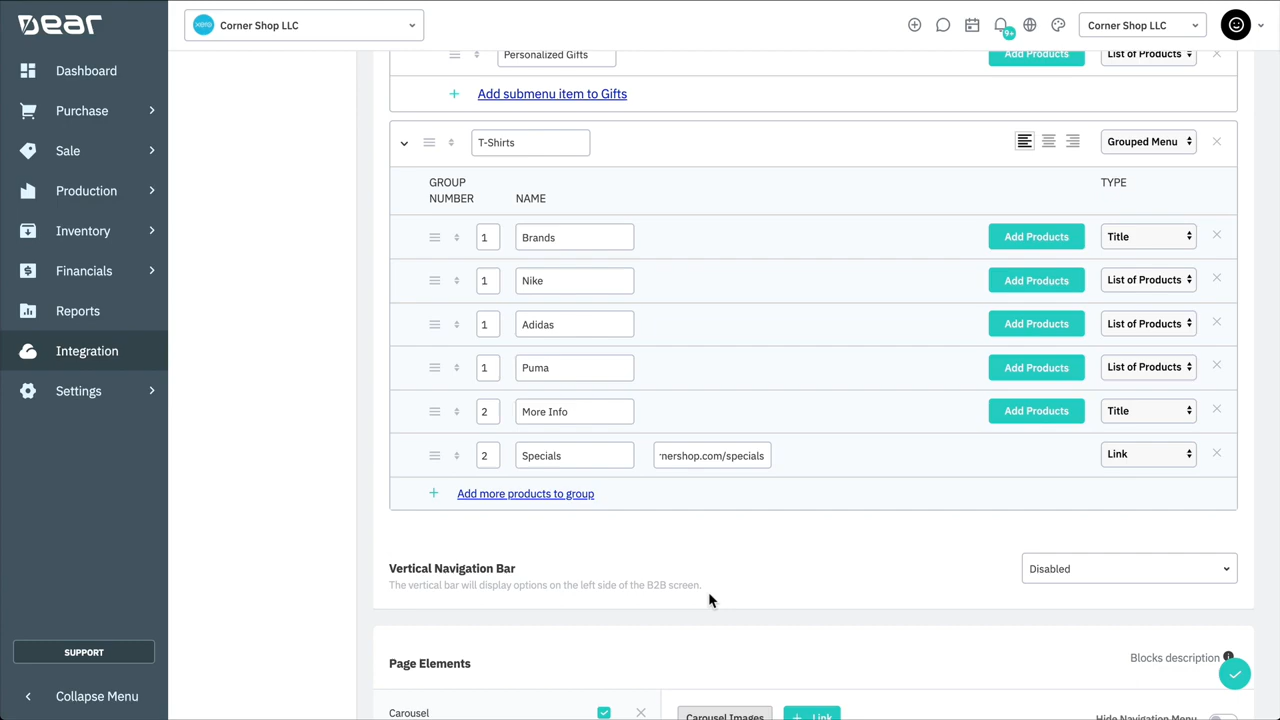 DEAR
Corner Shop LLC
9+
Corner Shop LLC
Dashboard
Purchase
Sale
Production
Inventory
Financials
Reports
Integration
Settings
SUPPORT
Collapse Menu
Personalized Gifts
Add Products
List of Products
Add submenu item to Gifts
T-Shirts
Grouped Menu
GROUP
NUMBER
NAME
TYPE
1
Brands
Add Products
Title
1
Nike
Add Products
List of Products
1
Adidas
Add Products
List of Products
1
Puma
Add Products
List of Products
2
More Info
Add Products
Title
2
Specials
nershop.com/specials
Link
Add more products to group
Vertical Navigation Bar
The vertical bar will display options on the left side of the B2B screen.
Disabled
Page Elements
Blocks description
Carousel
Carousel Images
Link
Hide Navigation Menu